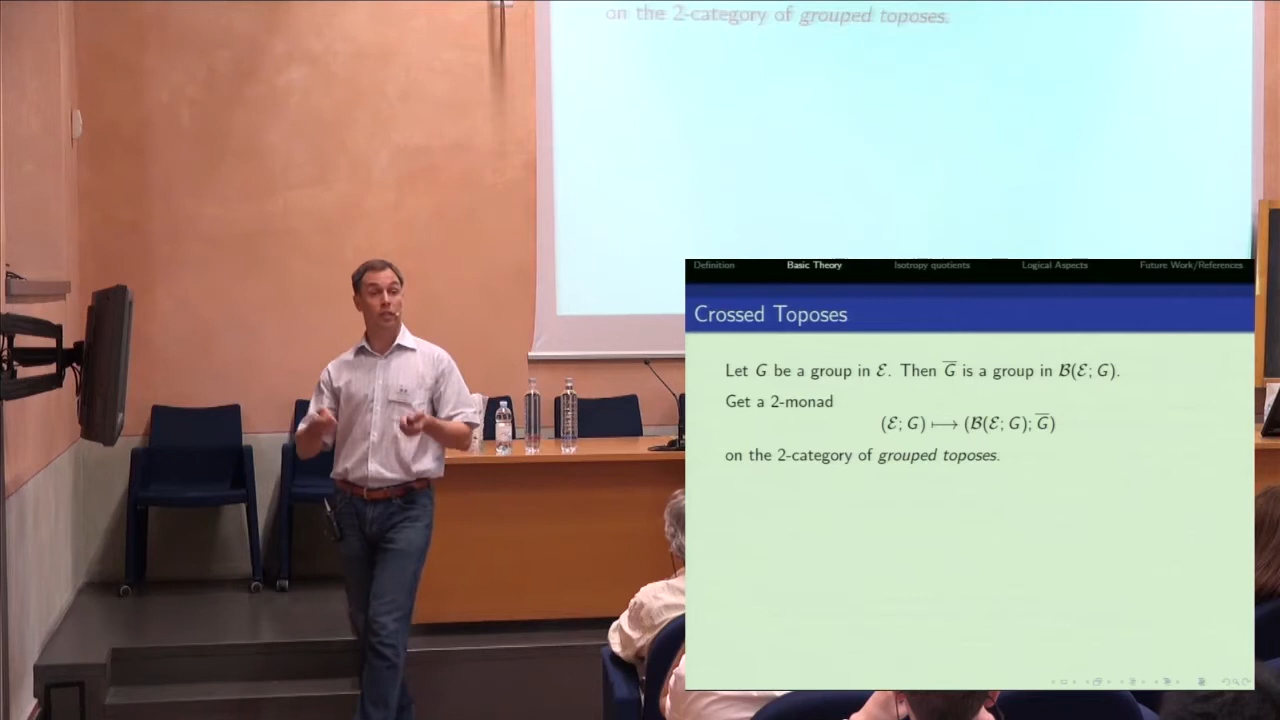 on the 2-category of grouped toposes.
Definition Basic Theory Isotropy quotients Logical Aspects Future Work/References
Crossed Toposes
Let G be a group in ℰ. Then G̅ is a group in ℬ(ℰ; G).
Get a 2-monad
(ℰ; G) ⟼ (ℬ(ℰ; G); G̅)
on the 2-category of grouped toposes.